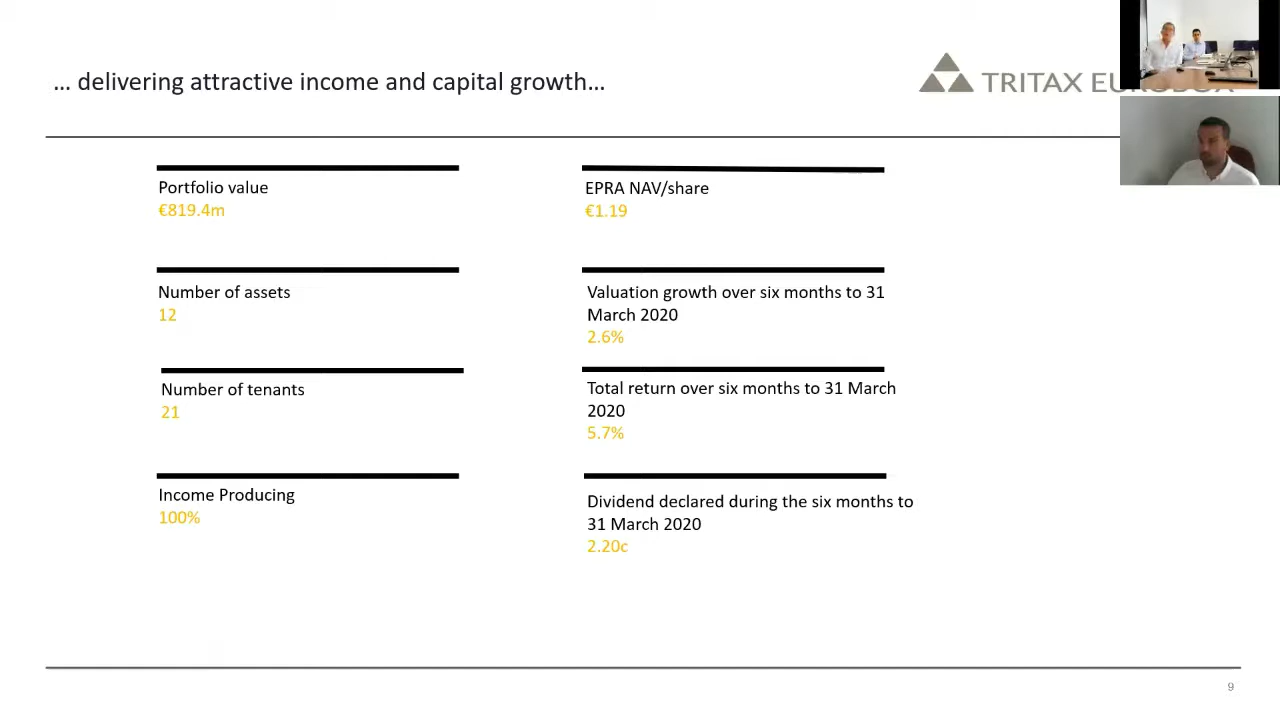 … delivering attractive income and capital growth…
TRITAX EUROBOX
Portfolio value
€819.4m
Number of assets
12
Number of tenants
21
Income Producing
100%
EPRA NAV/share
€1.19
Valuation growth over six months to 31
March 2020
2.6%
Total return over six months to 31 March
2020
5.7%
Dividend declared during the six months to
31 March 2020
2.20c
9